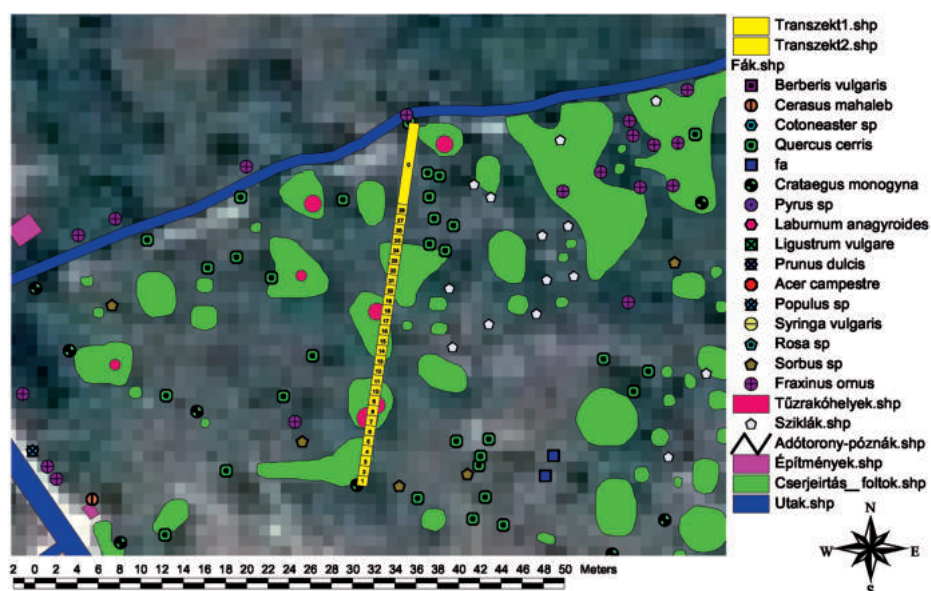 Transzekt1.shp
Transzekt2.shp
Fák.shp
Berberis vulgaris
Cerasus mahaleb
Cotoneaster sp
Quercus cerris
fa
Crataegus monogyna
Pyrus sp
Laburnum anagyroides
Ligustrum vulgare
Prunus dulcis
Acer campestre
Populus sp
Syringa vulgaris
Rosa sp
Sorbus sp
Fraxinus ornus
Tűzrakóhelyek.shp
Sziklák.shp
Adótorony-póznák.shp
Építmények.shp
Cserjeirtás__foltok.shp
Utak.shp
N
W E
S
2 0 2 4 6 8 10 12 14 16 18 20 22 24 26 28 30 32 34 36 38 40 42 44 46 48 50 Meters